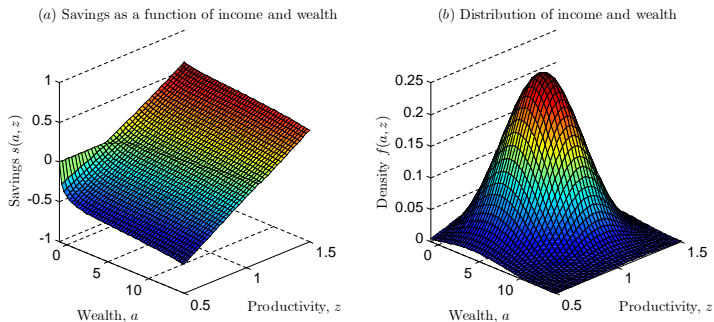 (a) Savings as a function of income and wealth
1
0.5
0
-0.5
-1
Savings s(a, z)
0
5
10
Wealth, a
0.5
1
1.5
Productivity, z
(b) Distribution of income and wealth
0.25
0.2
0.15
0.1
0.05
0
Density f(a, z)
0
5
10
Wealth, a
0.5
1
1.5
Productivity, z